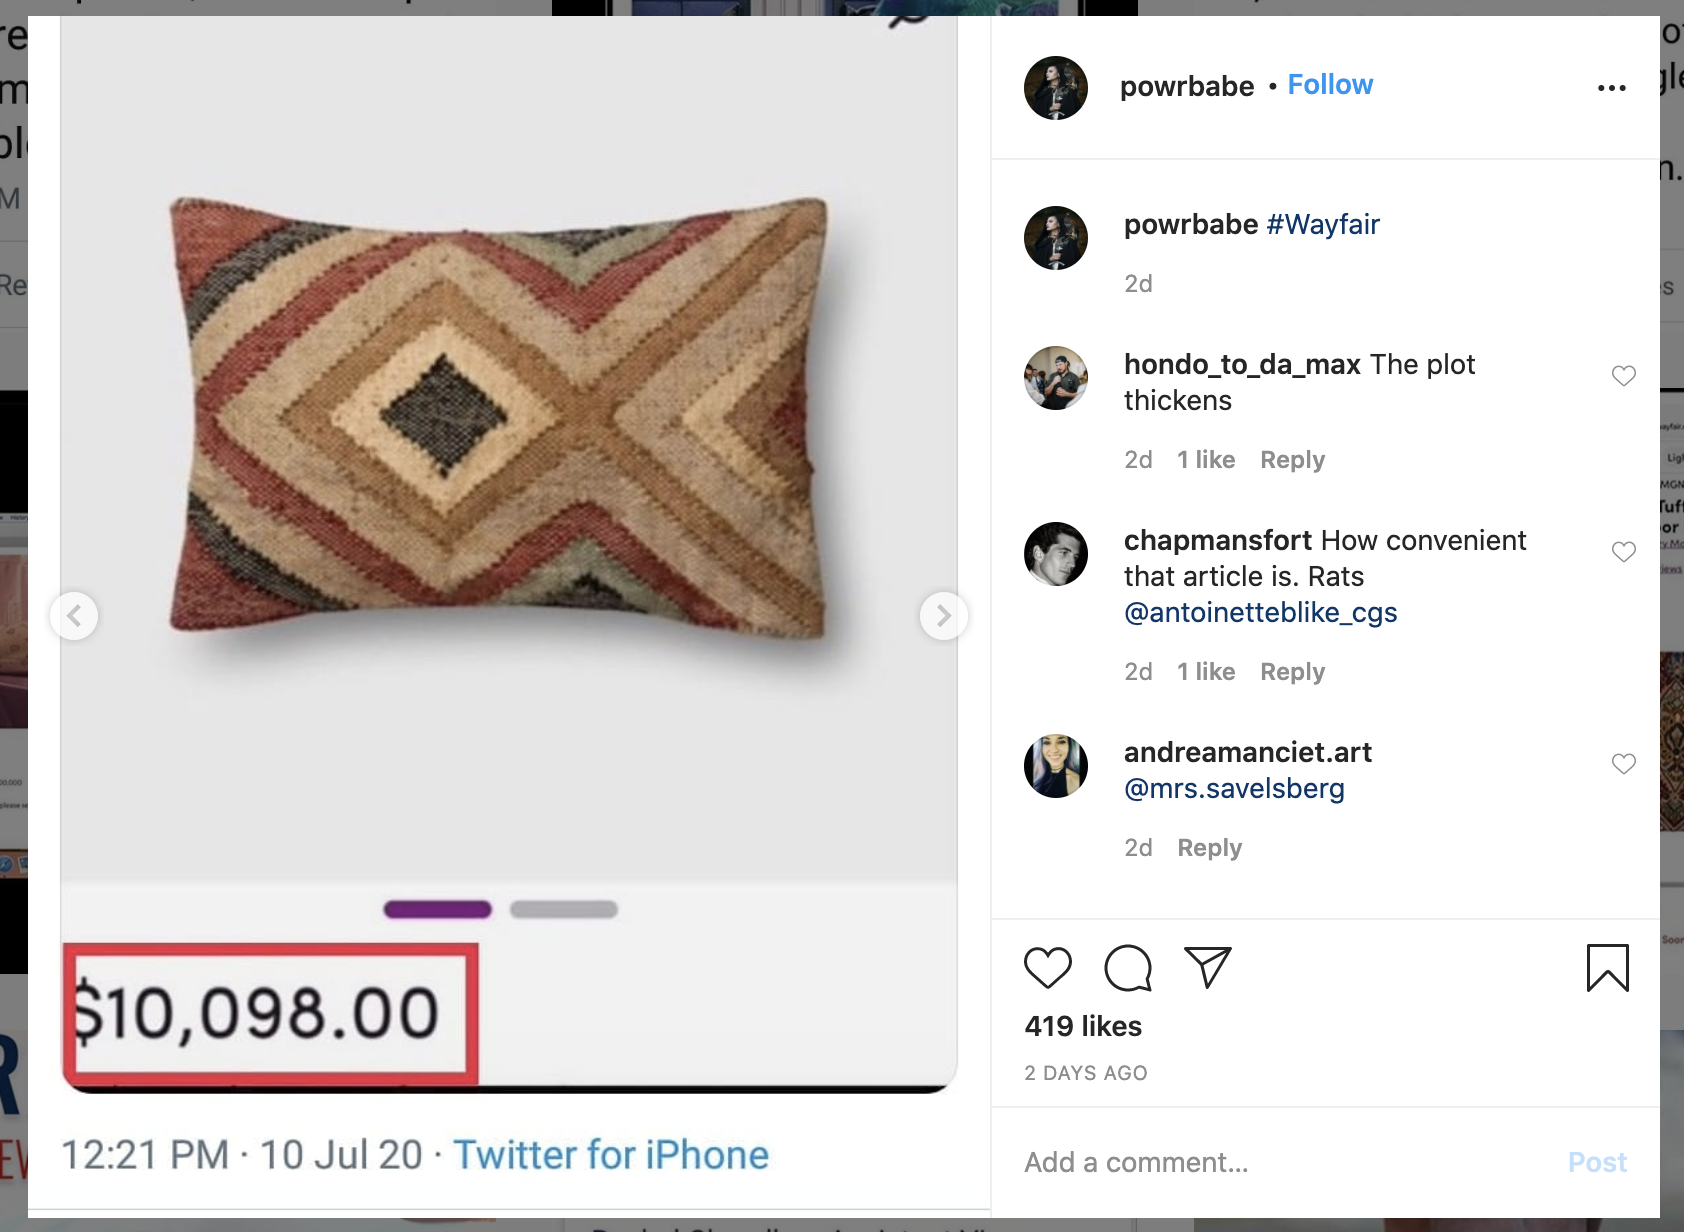 $10,098.00
12:21 PM · 10 Jul 20 · Twitter for iPhone
powrbabe • Follow
powrbabe #Wayfair
2d
hondo_to_da_max The plot
thickens
2d 1 like Reply
chapmansfort How convenient
that article is. Rats
@antoinetteblike_cgs
2d 1 like Reply
andreamanciet.art
@mrs.savelsberg
2d Reply
419 likes
2 DAYS AGO
Add a comment...
Post